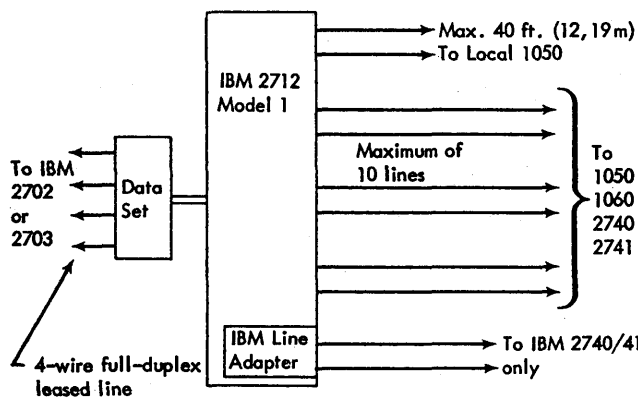 Max. 40 ft. (12,19m)
To Local 1050
IBM 2712
Model 1
Maximum of
10 lines
To IBM
2702
or
2703
Data
Set
To
1050
1060
2740
2741
IBM Line
Adapter
To IBM 2740/41
only
4-wire full-duplex
leased line